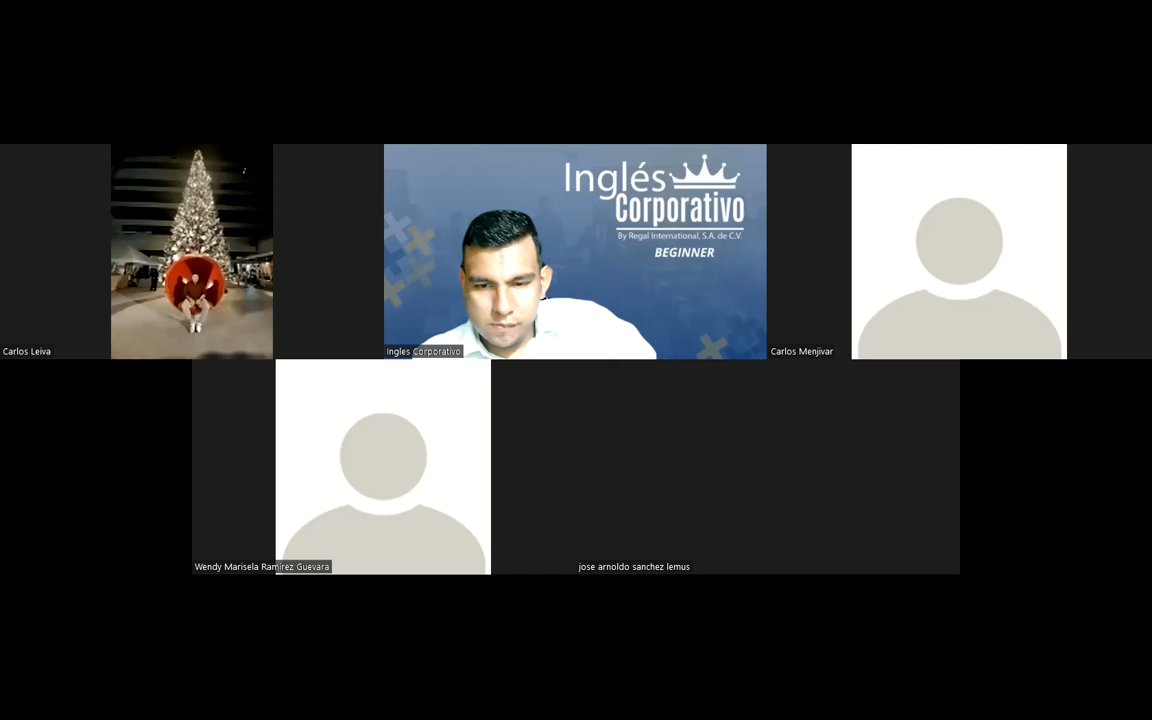 Inglés
Corporativo
By Regal International, S.A. de C.V.
BEGINNER
Carlos Leiva
Ingles Corporativo
Carlos Menjivar
Wendy Marisela Ramirez Guevara
jose arnoldo sanchez lemus